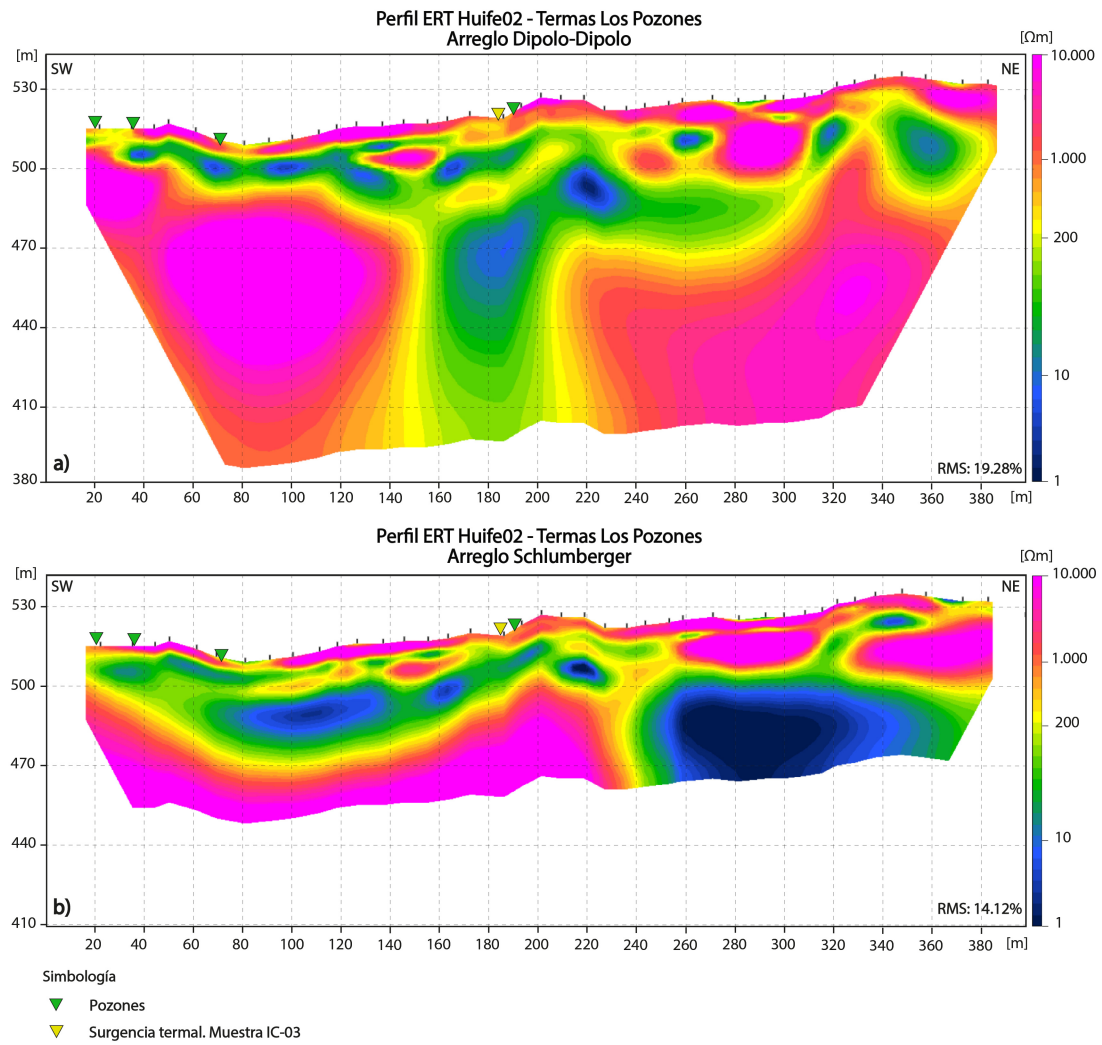 Perfil ERT Huife02 - Termas Los Pozones
Arreglo Dipolo-Dipolo
[m] [Ωm]
SW NE
10.000
530
1.000
500
200
470
440
10
410
a) RMS: 19.28%
380 1
20 40 60 80 100 120 140 160 180 200 220 240 260 280 300 320 340 360 380 [m]
Perfil ERT Huife02 - Termas Los Pozones
Arreglo Schlumberger
[m] [Ωm]
SW NE
10.000
530
1.000
500
200
470
440
10
b) RMS: 14.12%
410 1
20 40 60 80 100 120 140 160 180 200 220 240 260 280 300 320 340 360 380 [m]
Simbología
Pozones
Surgencia termal. Muestra IC-03